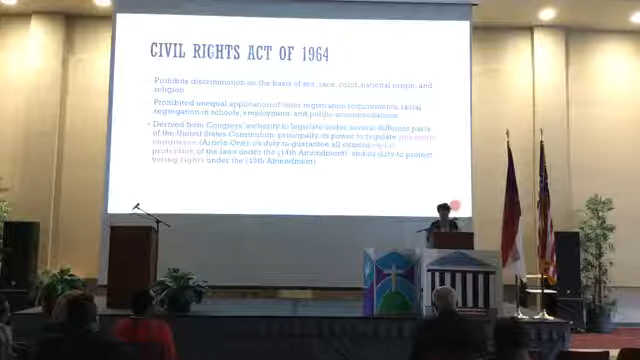 CIVIL RIGHTS ACT OF 1964
Prohibits discrimination on the basis of sex, race, color, national origin, and
religion
Prohibited unequal application of voter registration requirements, racial
segregation in schools, employment, and public accommodations
• Derived from Congress' authority to legislate under several different parts
of the United States Constitution, principally its power to regulate
commerce (Article One), its duty to guarantee all citizens equal
protection of the laws under the (14th Amendment), and its duty to protect
voting rights under the (15th Amendment)